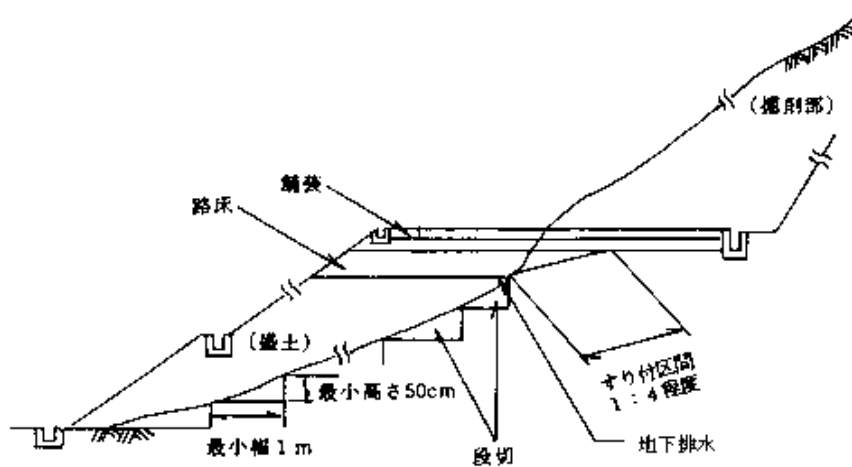 (掘削部)
舗装
路床
(盛土)
すり付区間
1:4程度
最小高さ50cm
最小幅1m
段切
地下排水